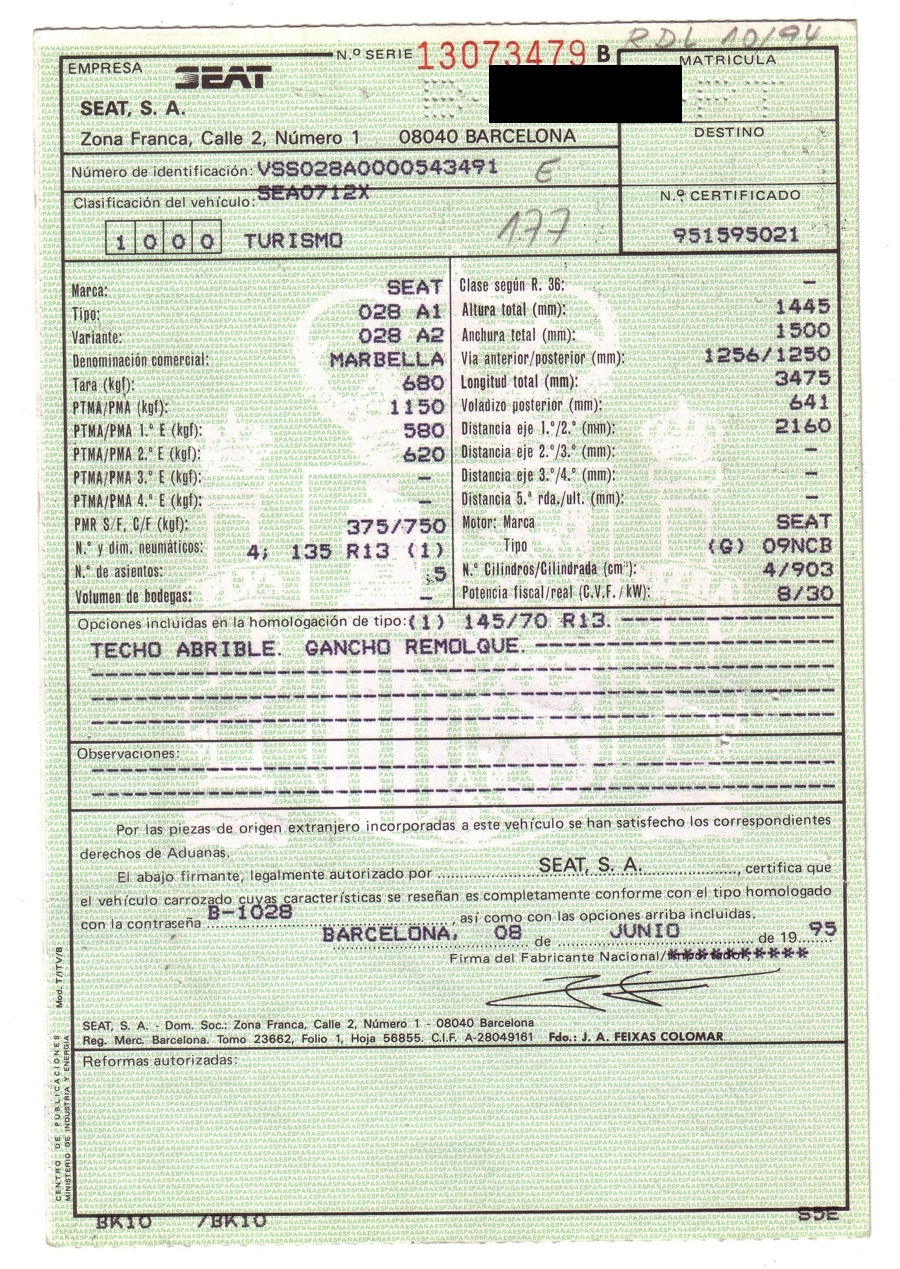 RDL 10/94
EMPRESA SEAT N.º SERIE 13073479 B MATRICULA
SEAT, S. A.
Zona Franca, Calle 2, Número 1 08040 BARCELONA DESTINO
Número de identificación: VSS028A0000543491 E
Clasificación del vehículo: SEA0712X N.º CERTIFICADO
1000 TURISMO 177 951595021
Marca: SEAT
Tipo: 028 A1
Variante: 028 A2
Denominación comercial: MARBELLA
Tara (kgf): 680
PTMA/PMA (kgf): 1150
PTMA/PMA 1.º E (kgf): 580
PTMA/PMA 2.º E (kgf): 620
PTMA/PMA 3.º E (kgf): –
PTMA/PMA 4.º E (kgf): –
PMR S/F, C/F (kgf): 375/750
N.º y dim. neumáticos: 4; 135 R13 (1)
N.º de asientos: 5
Volumen de bodegas: –
Clase según R. 36: –
Altura total (mm): 1445
Anchura total (mm): 1500
Vía anterior/posterior (mm): 1256/1250
Longitud total (mm): 3475
Voladizo posterior (mm): 641
Distancia eje 1.º/2.º (mm): 2160
Distancia eje 2.º/3.º (mm): –
Distancia eje 3.º/4.º (mm): –
Distancia 5.ª rda./ult. (mm): –
Motor: Marca SEAT
Tipo (G) 09NCB
N.º Cilindros/Cilindrada (cm³): 4/903
Potencia fiscal/real (C.V.F./kW): 8/30
Opciones incluidas en la homologación de tipo: (1) 145/70 R13.
TECHO ABRIBLE. GANCHO REMOLQUE.
Observaciones:
Por las piezas de origen extranjero incorporadas a este vehículo se han satisfecho los correspondientes
derechos de Aduanas.
El abajo firmante, legalmente autorizado por SEAT, S. A., certifica que
el vehículo carrozado cuyas características se reseñan es completamente conforme con el tipo homologado
con la contraseña B-1028, así como con las opciones arriba incluidas.
BARCELONA, 08 de JUNIO de 19 95
Firma del Fabricante Nacional/Importador,
SEAT, S. A. - Dom. Soc.: Zona Franca, Calle 2, Número 1 - 08040 Barcelona
Reg. Merc. Barcelona. Tomo 23662, Folio 1, Hoja 56855. C.I.F. A-28049161 Fdo.: J. A. FEIXAS COLOMAR
Reformas autorizadas:
CENTRO DE PUBLICACIONES Mod. T/ITV/B
MINISTERIO DE INDUSTRIA Y ENERGIA
BK10 /BK10